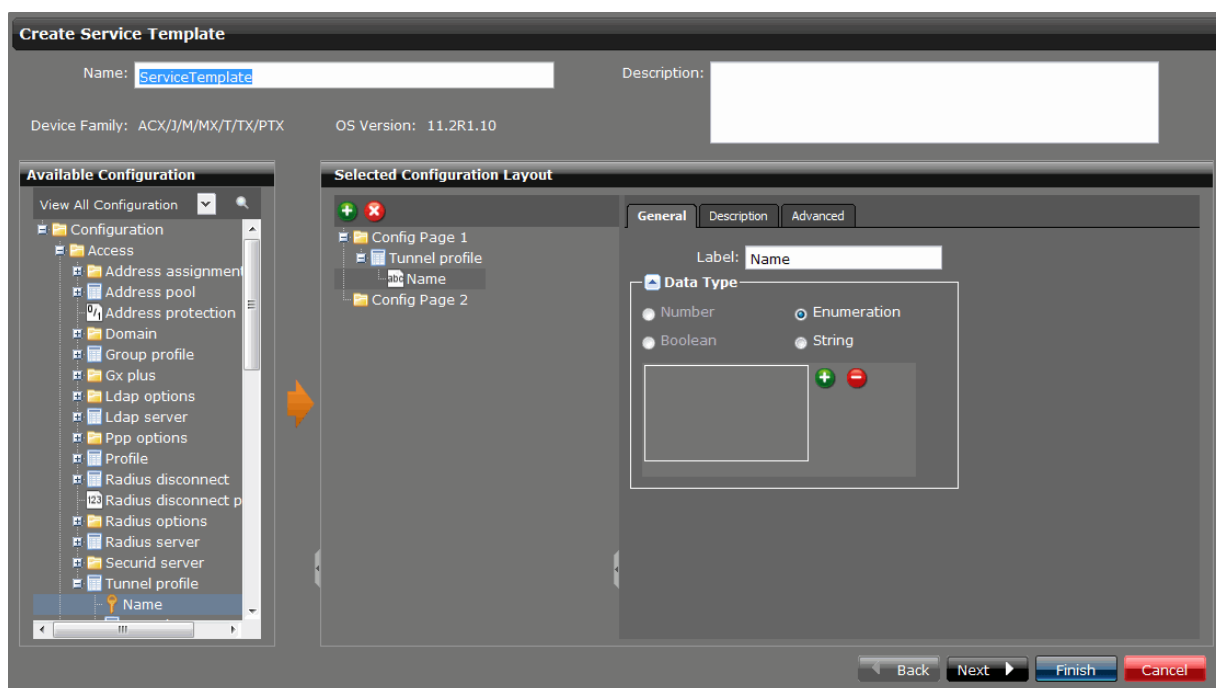 Create Service Template
Name: ServiceTemplate
Description:
Device Family: ACX/J/M/MX/T/TX/PTX OS Version: 11.2R1.10
Available Configuration
View All Configuration
Configuration
Access
Address assignment
Address pool
0/1 Address protection
Domain
Group profile
Gx plus
Ldap options
Ldap server
Ppp options
Profile
Radius disconnect
123 Radius disconnect p
Radius options
Radius server
Securid server
Tunnel profile
Name
Selected Configuration Layout
Config Page 1
Tunnel profile
abc Name
Config Page 2
General Description Advanced
Label: Name
Data Type
Number Enumeration
Boolean String
Back Next Finish Cancel